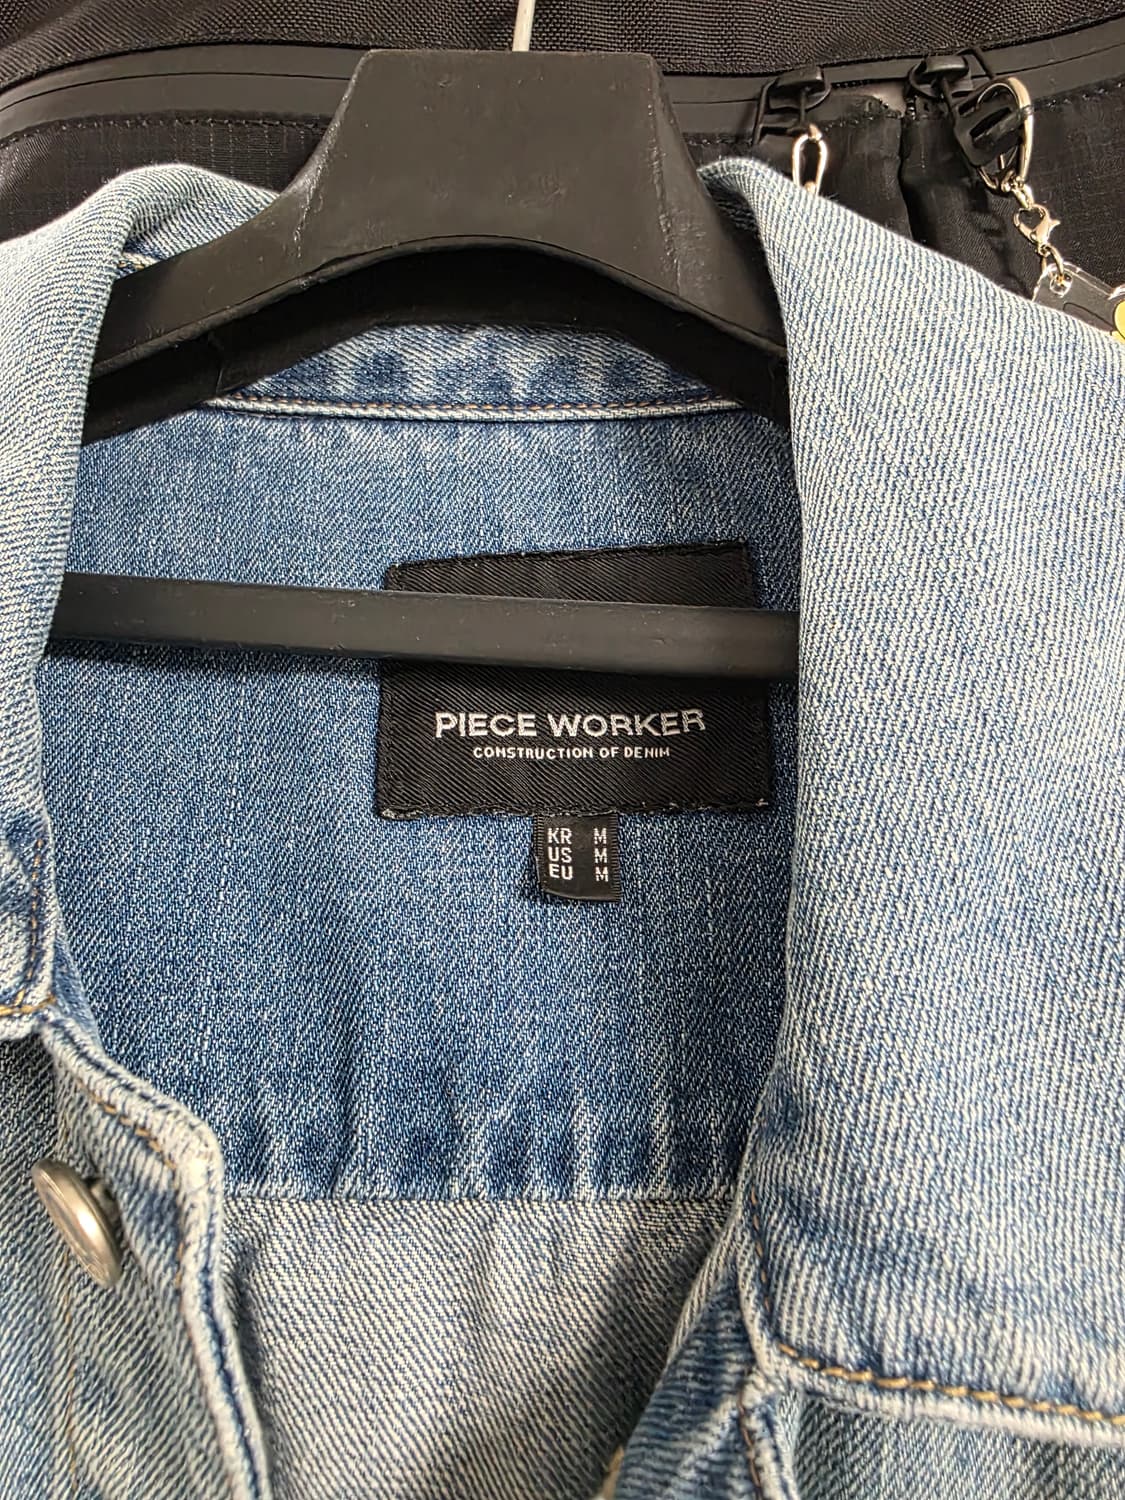 PIECE WORKER
CONSTRUCTION OF DENIM
KR M
US M
EU M